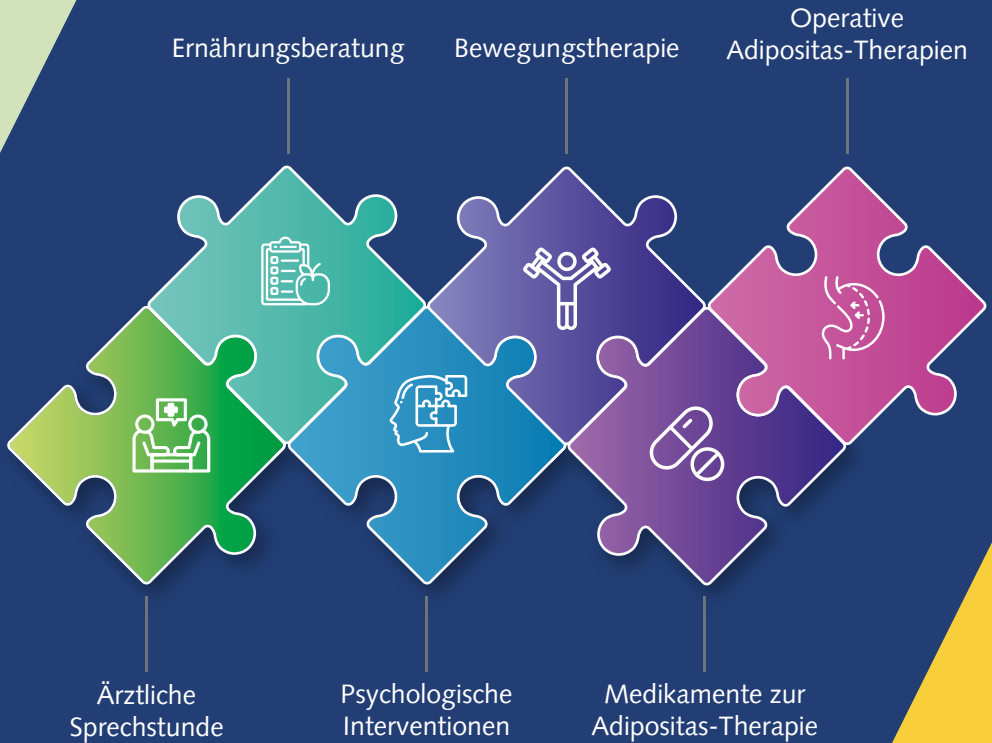 Ernährungsberatung
Bewegungstherapie
Operative
Adipositas-Therapien
Ärztliche
Sprechstunde
Psychologische
Interventionen
Medikamente zur
Adipositas-Therapie